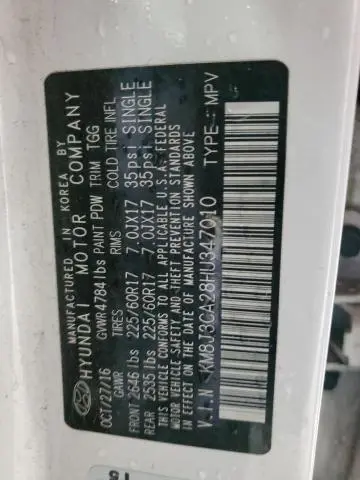 MANUFACTURED IN KOREA BY
HYUNDAI MOTOR COMPANY
OCT/27/16 GVWR 4784 lbs PAINT PDW TRIM TGG
GAWR TIRES RIMS COLD TIRE INFL
FRONT 2646 lbs 225/60R17 7.0JX17 35psi SINGLE
REAR 2535 lbs 225/60R17 7.0JX17 35psi SINGLE
THIS VEHICLE CONFORMS TO ALL APPLICABLE U.S.A. FEDERAL
MOTOR VEHICLE SAFETY AND THEFT PREVENTION STANDARDS
IN EFFECT ON THE DATE OF MANUFACTURE SHOWN ABOVE
V.I.N : KM8J3CA28HU347010 TYPE : MPV